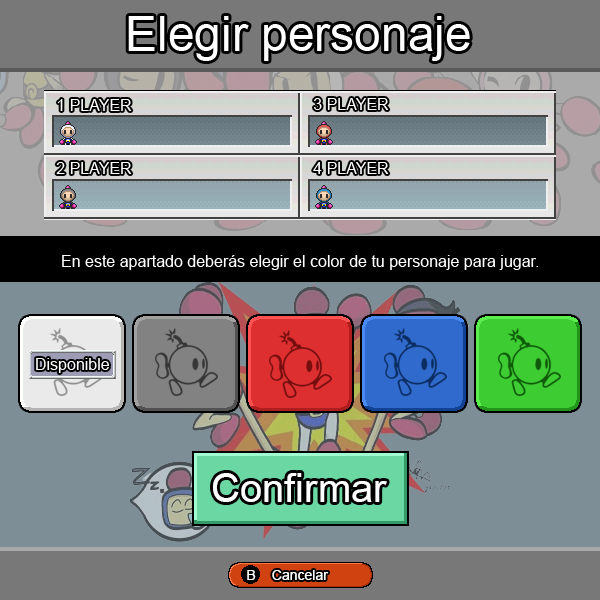 Elegir personaje
1 PLAYER
3 PLAYER
2 PLAYER
4 PLAYER
En este apartado deberás elegir el color de tu personaje para jugar.
Disponible
Zz.
Confirmar
B Cancelar